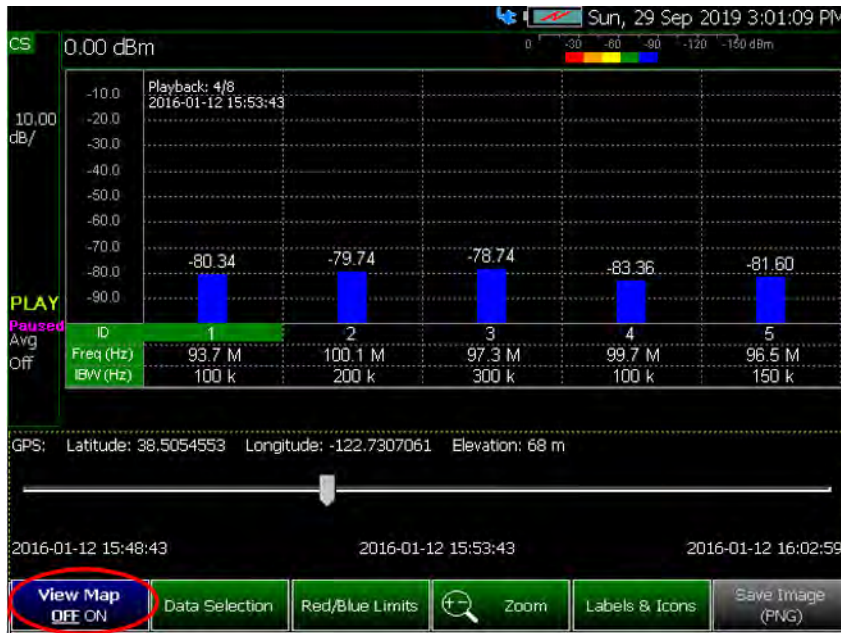 Sun, 29 Sep 2019 3:01:09 PM
CS 0.00 dBm 0 -30 -60 -90 -120 -150 dBm
Playback: 4/8
2016-01-12 15:53:43
10.00
dB/
-10.0
-20.0
-30.0
-40.0
-50.0
-60.0
-70.0
-80.0
-90.0
-80.34 -79.74 -78.74 -83.36 -81.60
PLAY
Paused
Avg
Off
ID 1 2 3 4 5
Freq (Hz) 93.7 M 100.1 M 97.3 M 99.7 M 96.5 M
IBW (Hz) 100 k 200 k 300 k 100 k 150 k
GPS: Latitude: 38.5054553 Longitude: -122.7307061 Elevation: 68 m
2016-01-12 15:48:43 2016-01-12 15:53:43 2016-01-12 16:02:59
View Map
OFF ON
Data Selection
Red/Blue Limits
Zoom
Labels & Icons
Save Image
(PNG)